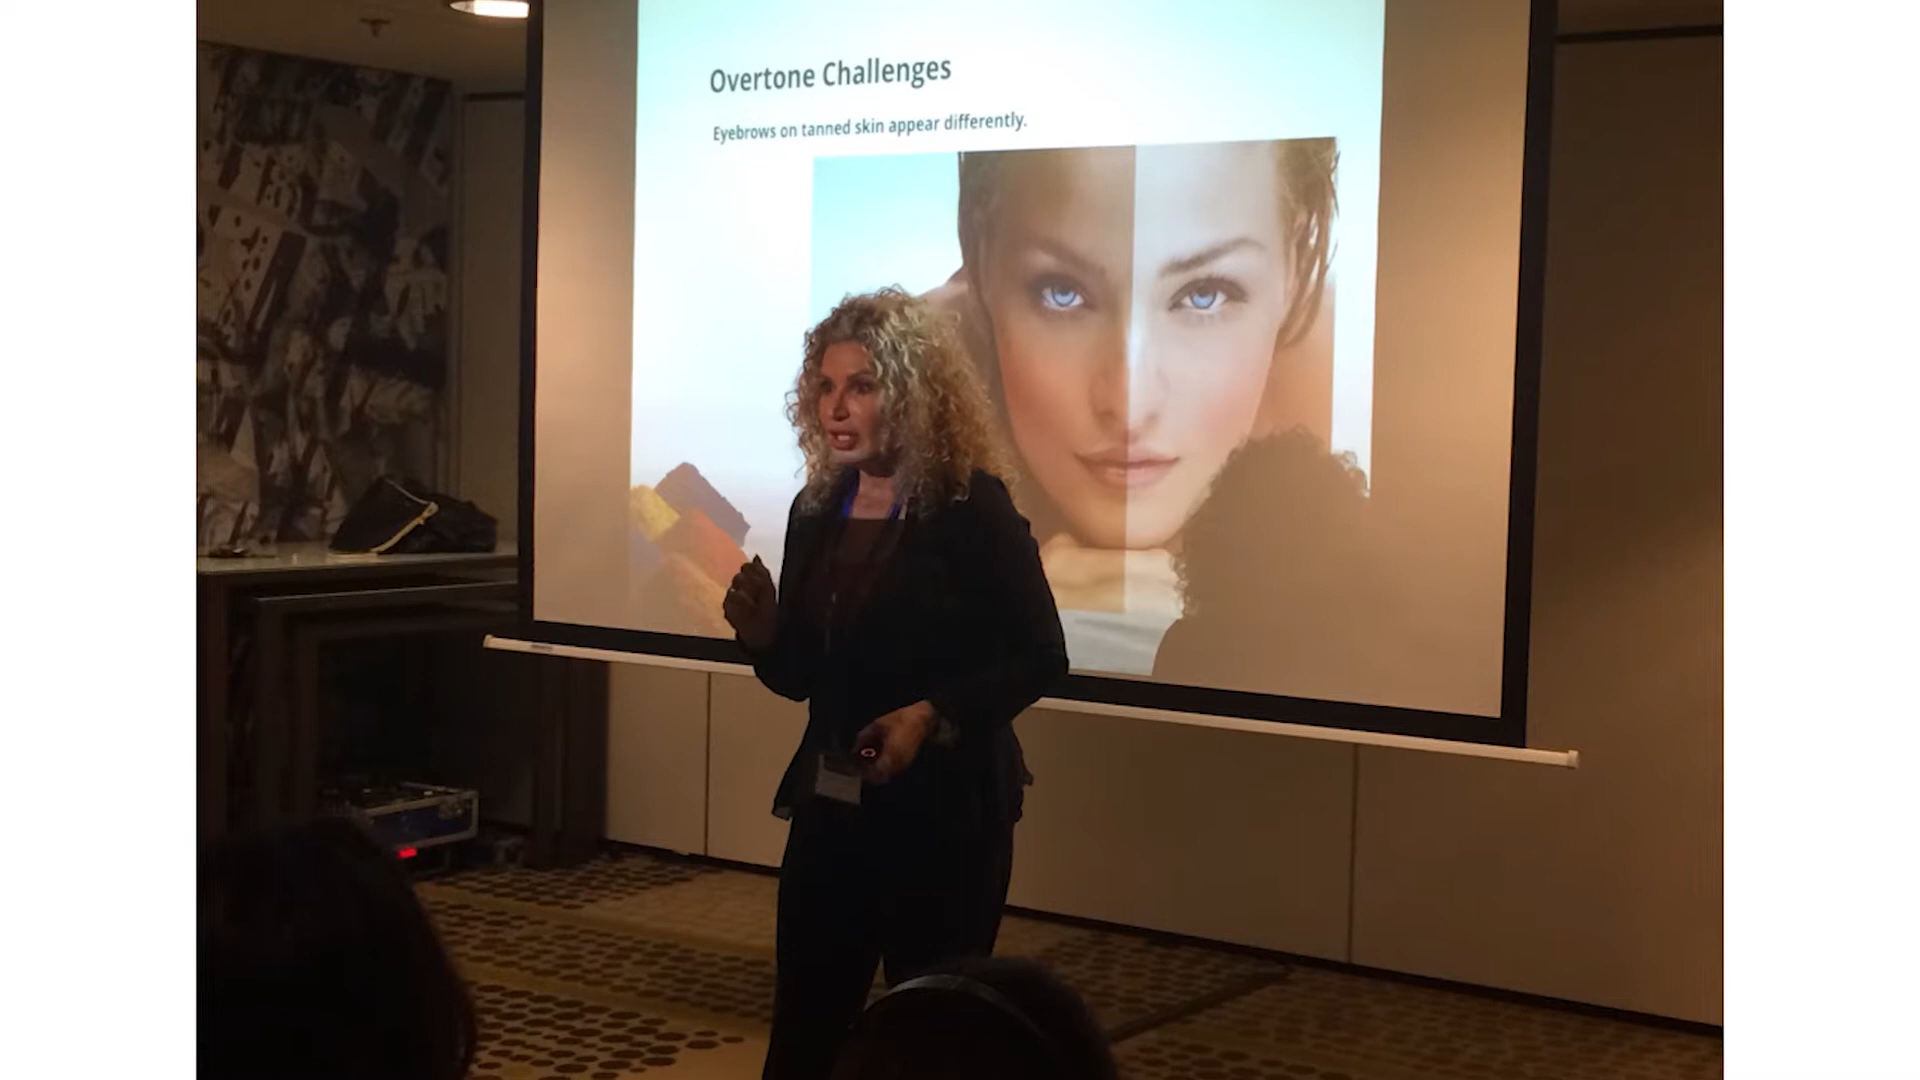 Overtone Challenges
Eyebrows on tanned skin appear differently.